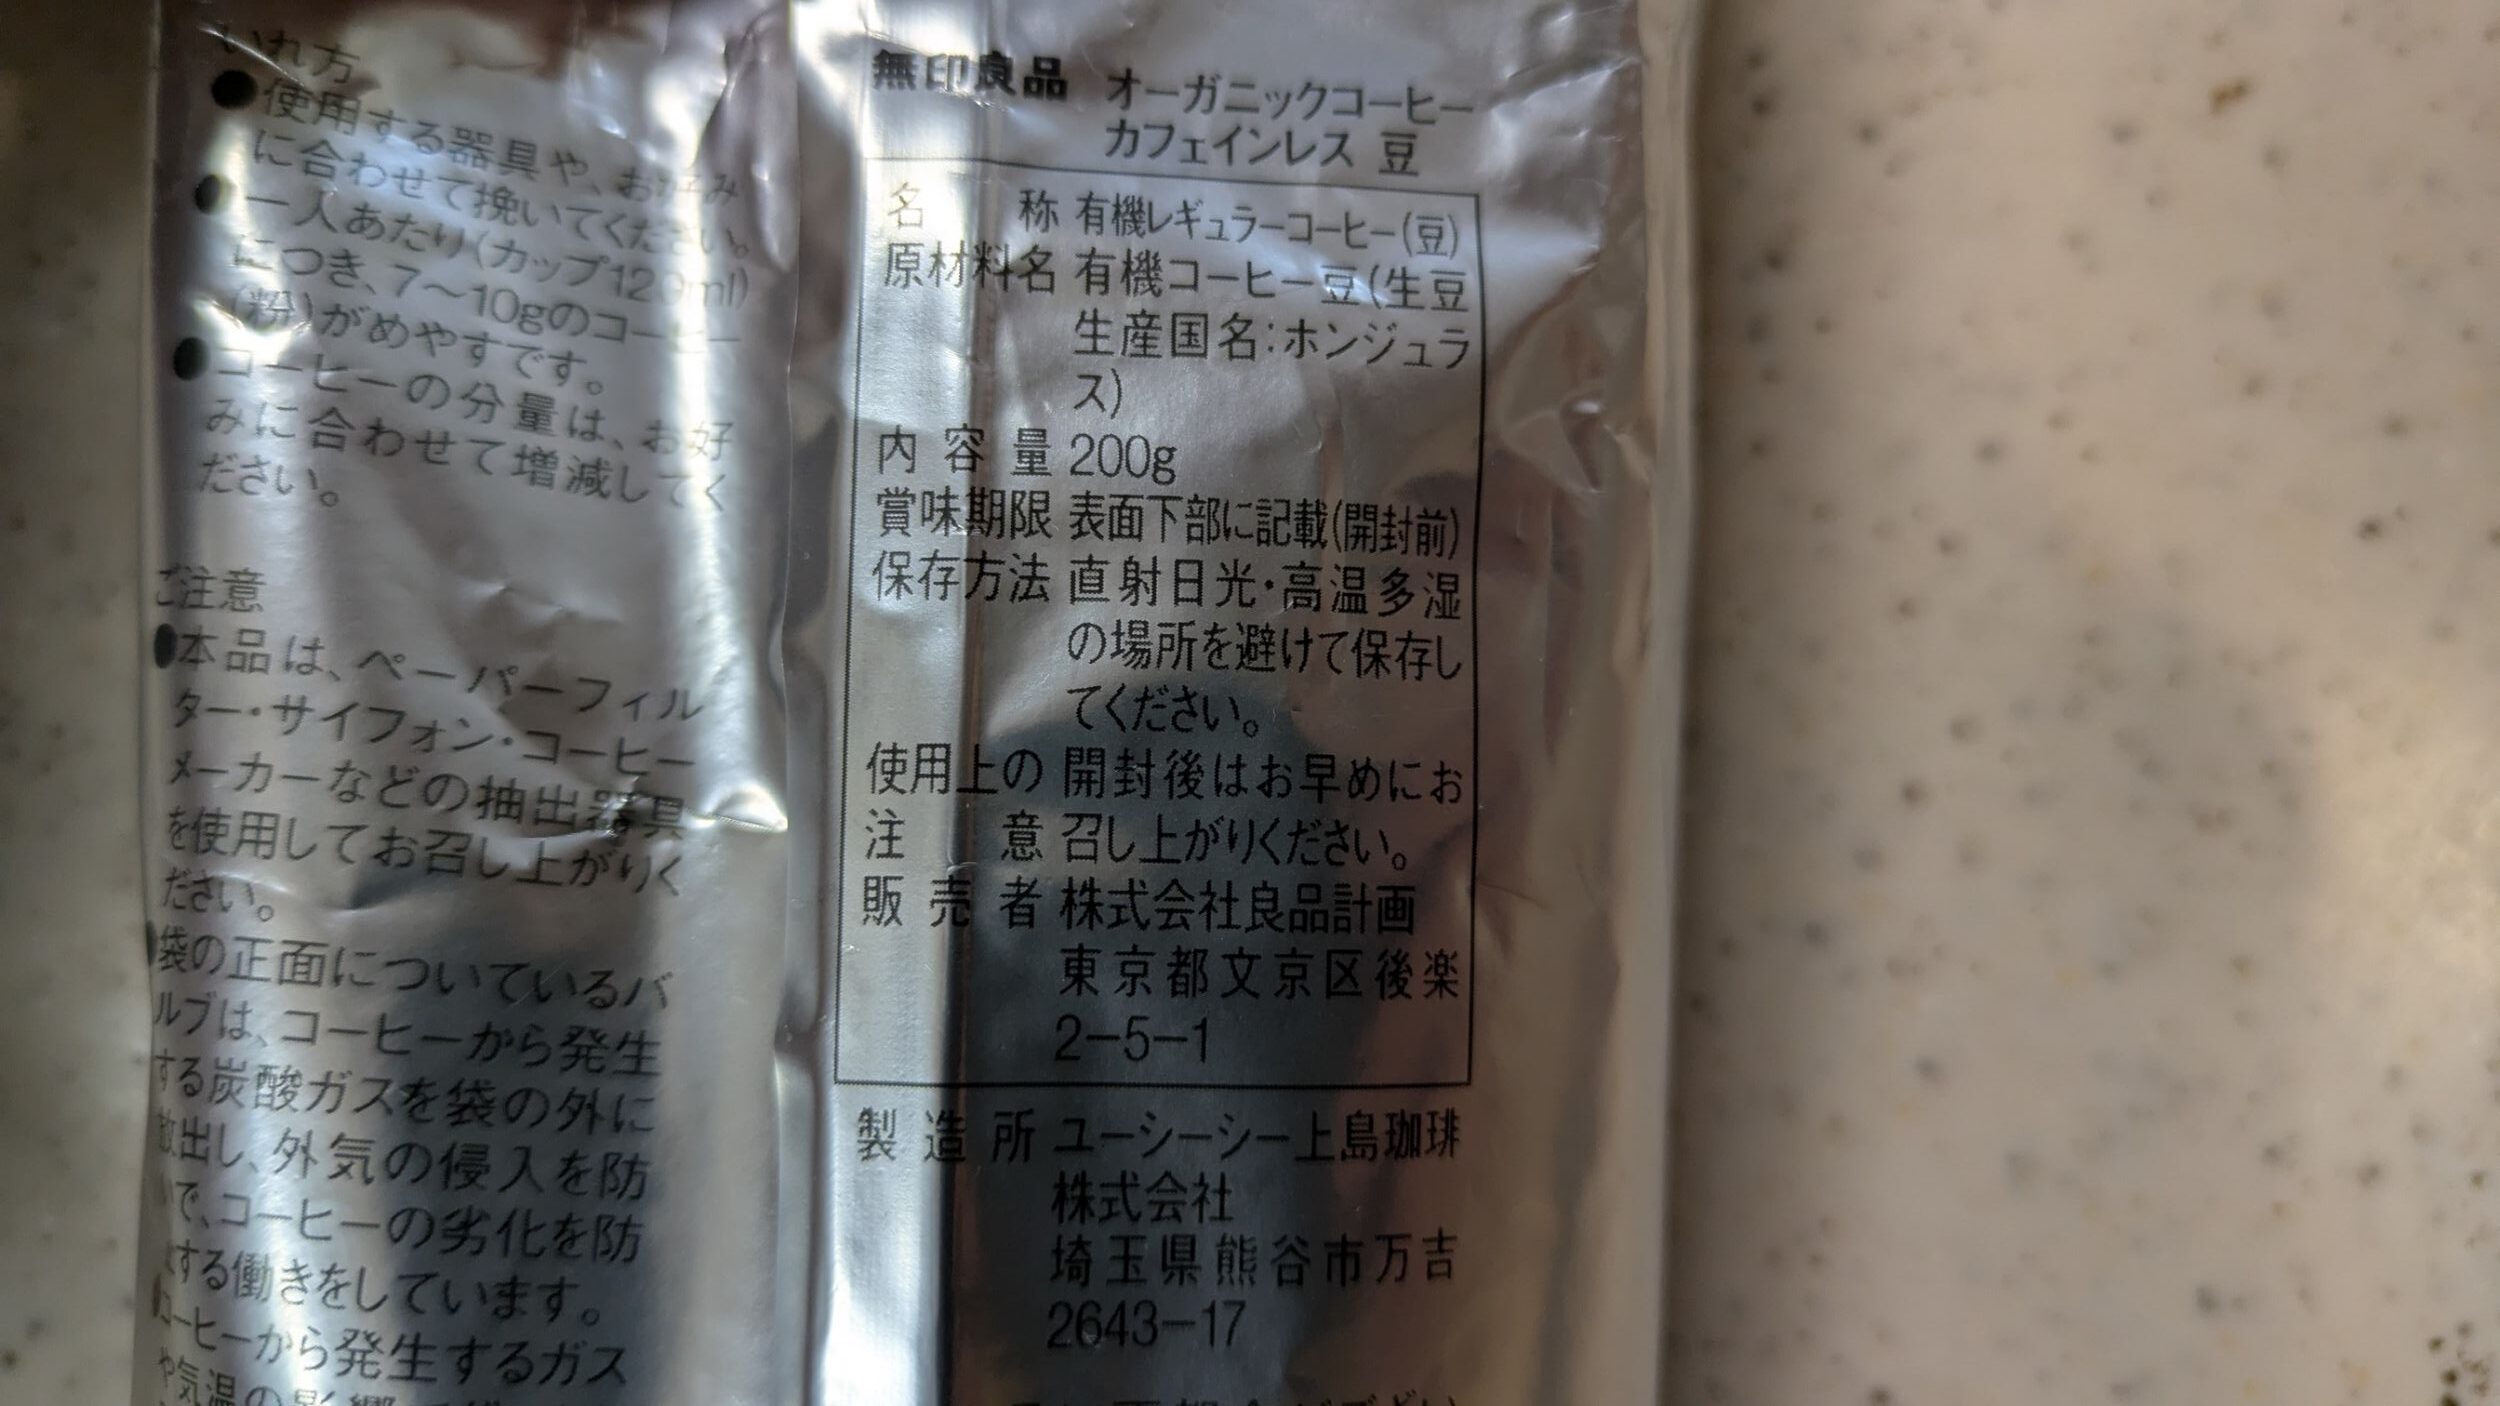 いれ方
●使用する器具や、お好み
に合わせて挽いてください。
●一人あたり(カップ120ml)
につき、7〜10gのコーヒー
(粉)がめやすです。
●コーヒーの分量は、お好
みに合わせて増減してく
ださい。
ご注意
●本品は、ペーパーフィル
ター・サイフォン・コーヒー
メーカーなどの抽出器具
を使用してお召し上がりく
ださい。
●袋の正面についているバ
ルブは、コーヒーから発生
する炭酸ガスを袋の外に
放出し、外気の侵入を防
いで、コーヒーの劣化を防
止する働きをしています。
●コーヒーから発生するガス
や気温の影響
無印良品 オーガニックコーヒー
カフェインレス 豆
名 称 有機レギュラーコーヒー(豆)
原材料名 有機コーヒー豆(生豆
生産国名:ホンジュラ
ス)
内容量 200g
賞味期限 表面下部に記載(開封前)
保存方法 直射日光・高温多湿
の場所を避けて保存し
てください。
使用上の 開封後はお早めにお
注 意 召し上がりください。
販売者 株式会社良品計画
東京都文京区後楽
2−5−1
製造所 ユーシーシー上島珈琲
株式会社
埼玉県熊谷市万吉
2643−17